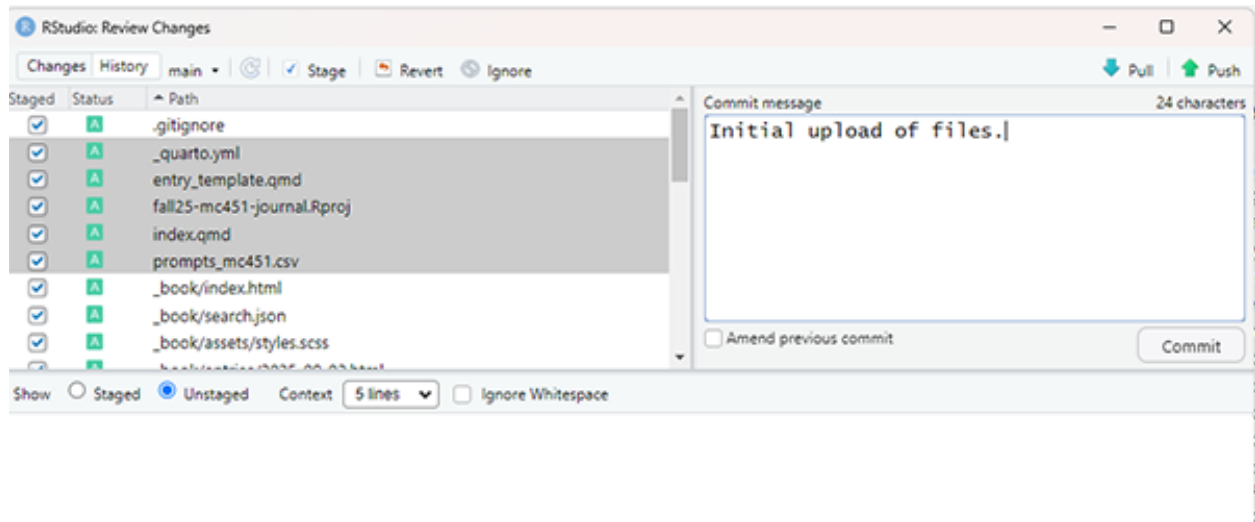 RStudio: Review Changes
Changes History main Stage Revert Ignore Pull Push
Staged Status Path
Commit message 24 characters
A .gitignore
A _quarto.yml
A entry_template.qmd
A fall25-mc451-journal.Rproj
A index.qmd
A prompts_mc451.csv
A _book/index.html
A _book/search.json
A _book/assets/styles.scss
Initial upload of files.
Amend previous commit
Commit
Show Staged Unstaged Context 5 lines Ignore Whitespace